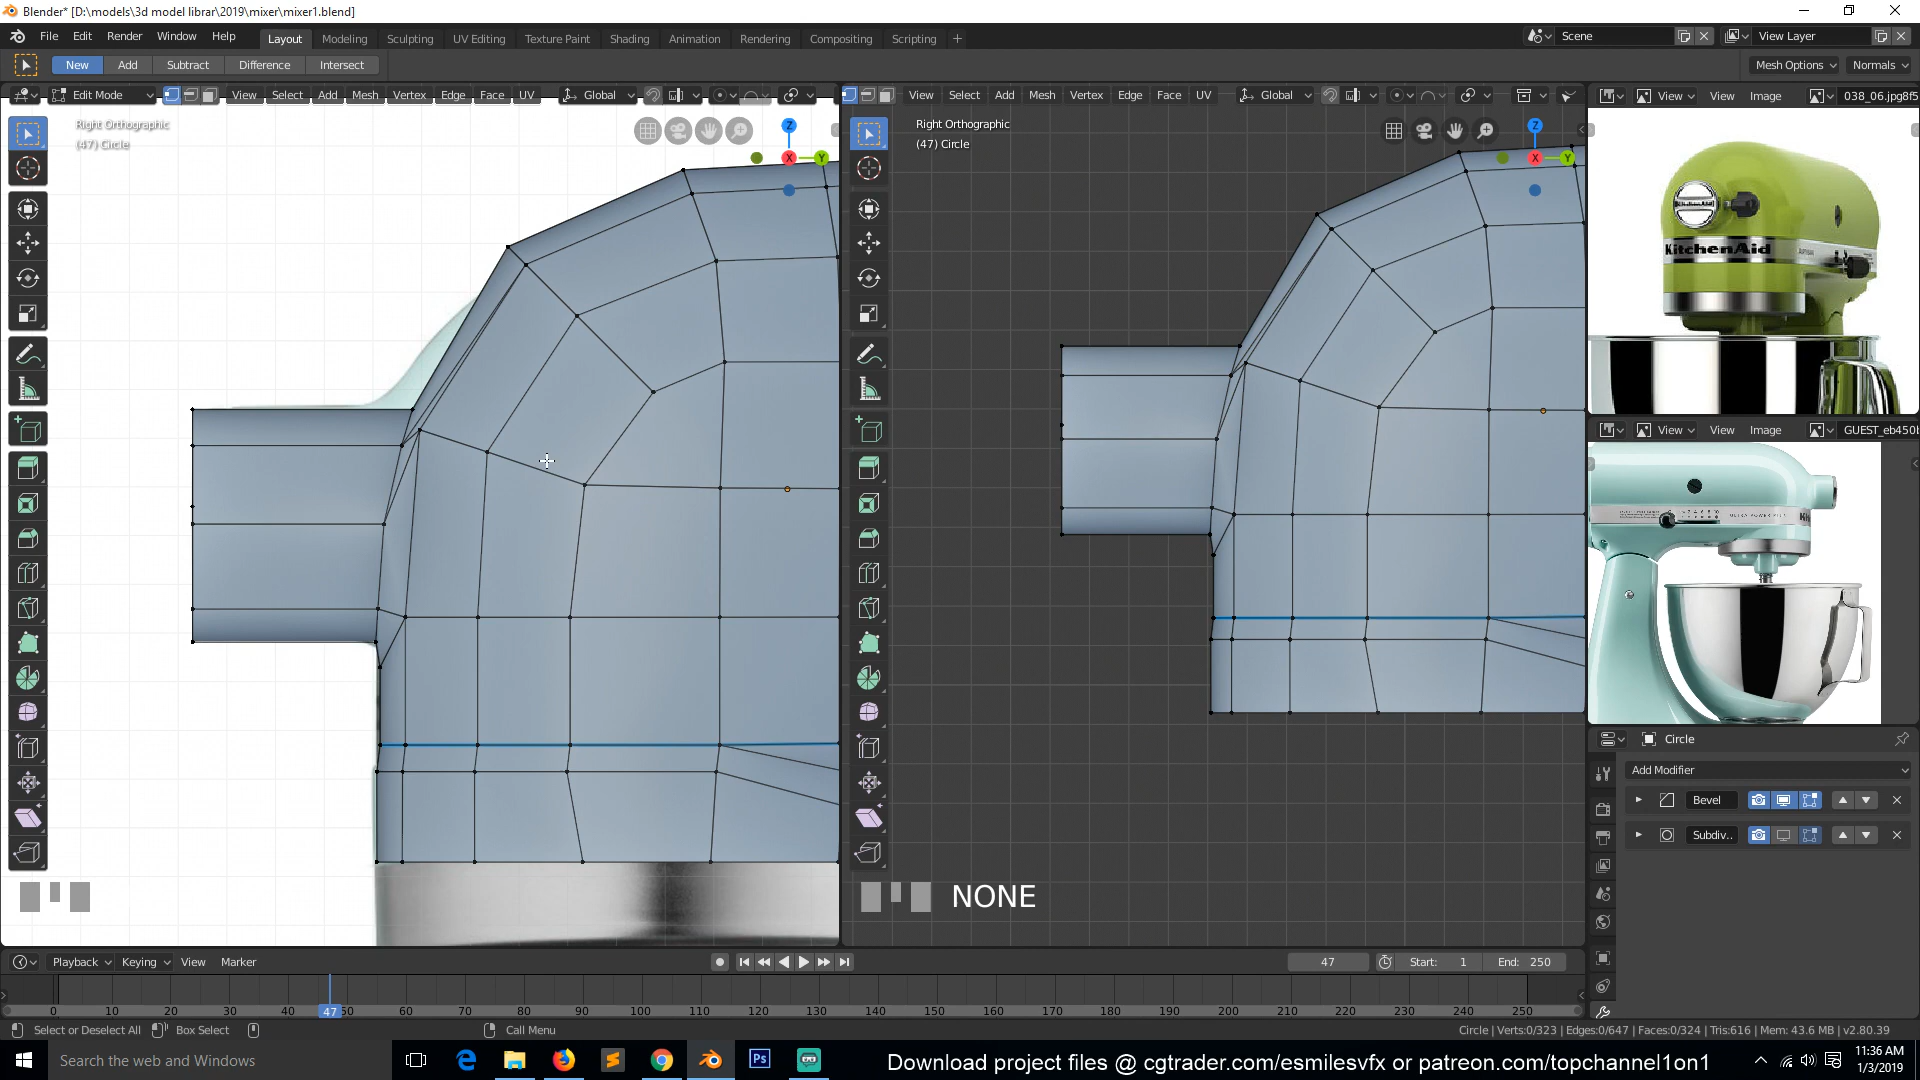 Blender* [D:\models\3d model librar\2019\mixer\mixer1.blend]
File Edit Render Window Help Layout Modeling Sculpting UV Editing Texture Paint Shading Animation Rendering Compositing Scripting + Scene View Layer
New Add Subtract Difference Intersect Mesh Options Normals
Edit Mode View Select Add Mesh Vertex Edge Face UV Global
View Select Add Mesh Vertex Edge Face UV Global
View View Image 038_06.jpg8f5
Right Orthographic
(47) Circle
Z
X
Y
Right Orthographic
(47) Circle
Z
X
Y
KitchenAid
KitchenAid
View View Image GUEST_eb450b
Circle
Add Modifier
Bevel
Subdiv..
NONE
Playback Keying View Marker 47 Start: 1 End: 250
0 10 20 30 40 47 50 60 70 80 90 100 110 120 130 140 150 160 170 180 190 200 210 220 230 240 250
Select or Deselect All Box Select Call Menu Circle | Verts:0/323 | Edges:0/647 | Faces:0/324 | Tris:616 | Mem: 43.6 MB | v2.80.39
Search the web and Windows
Ps
Download project files @ cgtrader.com/esmilesvfx or patreon.com/topchannel1on1
11:36 AM
1/3/2019